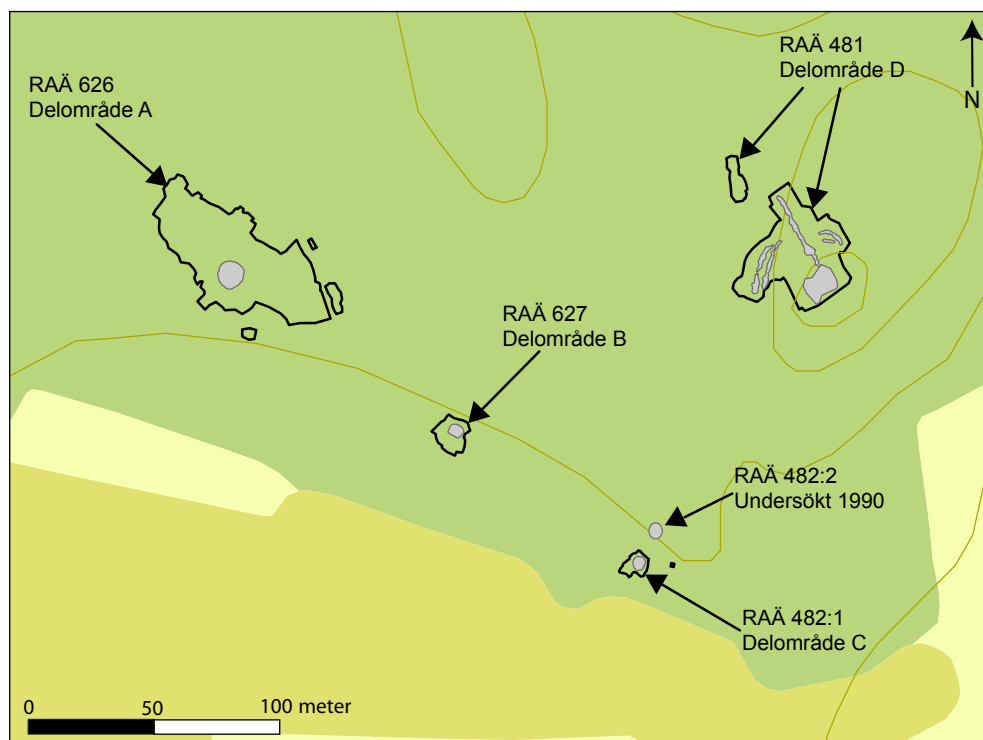 RAÄ 481
Delområde D
N
RAÄ 626
Delområde A
RAÄ 627
Delområde B
RAÄ 482:2
Undersökt 1990
RAÄ 482:1
Delområde C
0 50 100 meter